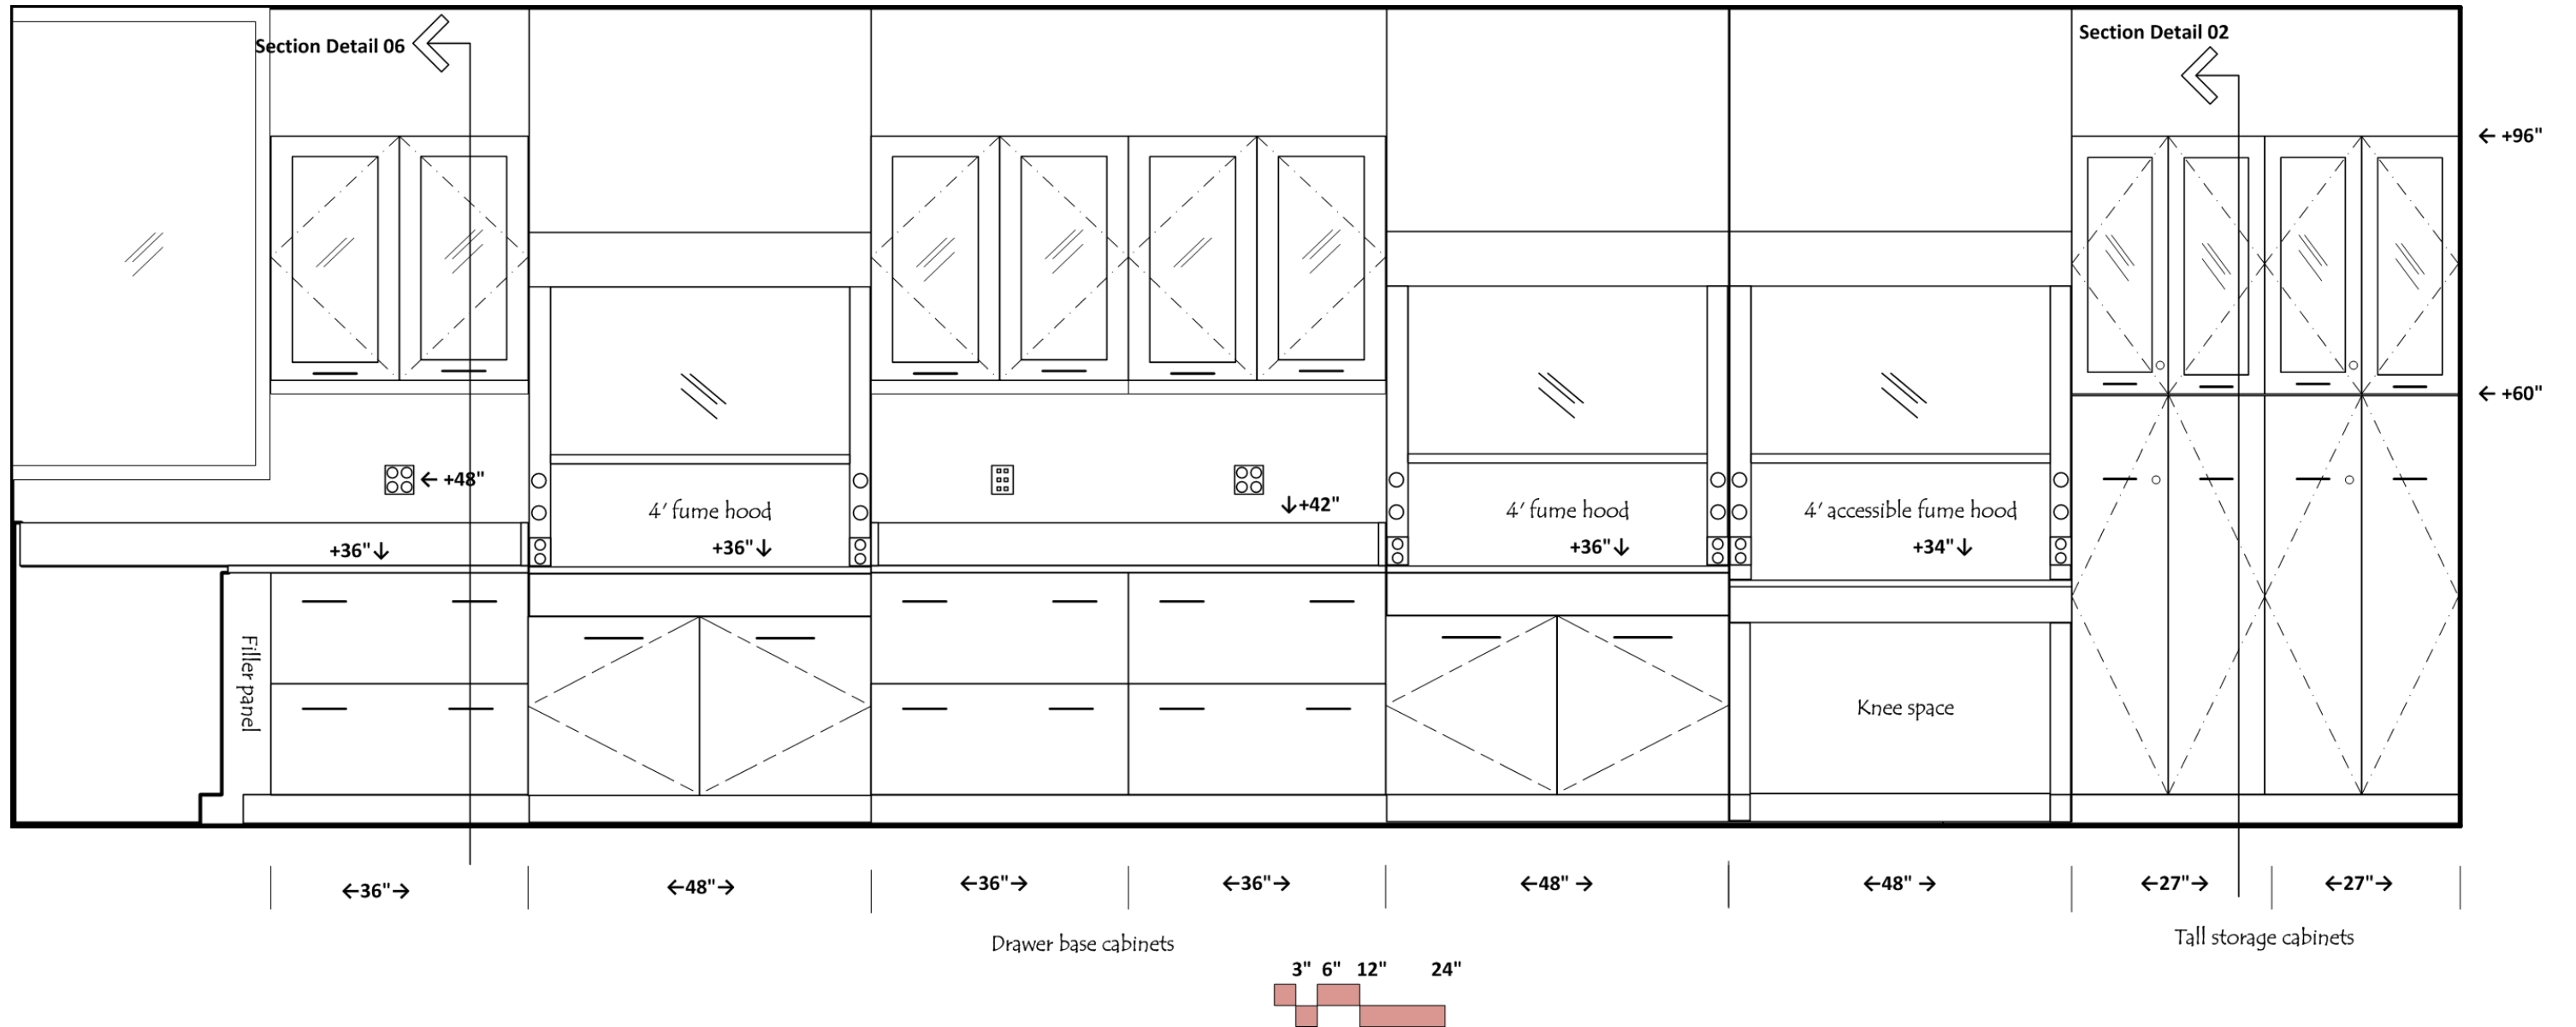 Section Detail 06
Section Detail 02
← +96"
← +60"
← +48"
↓+42"
4' fume hood
4' fume hood
4' accessible fume hood
+36"↓
+36"↓
+36"↓
+34"↓
Filler panel
Knee space
←36"→
←48"→
←36"→
←36"→
←48" →
←48" →
←27"→
←27"→
Drawer base cabinets
Tall storage cabinets
3" 6" 12" 24"